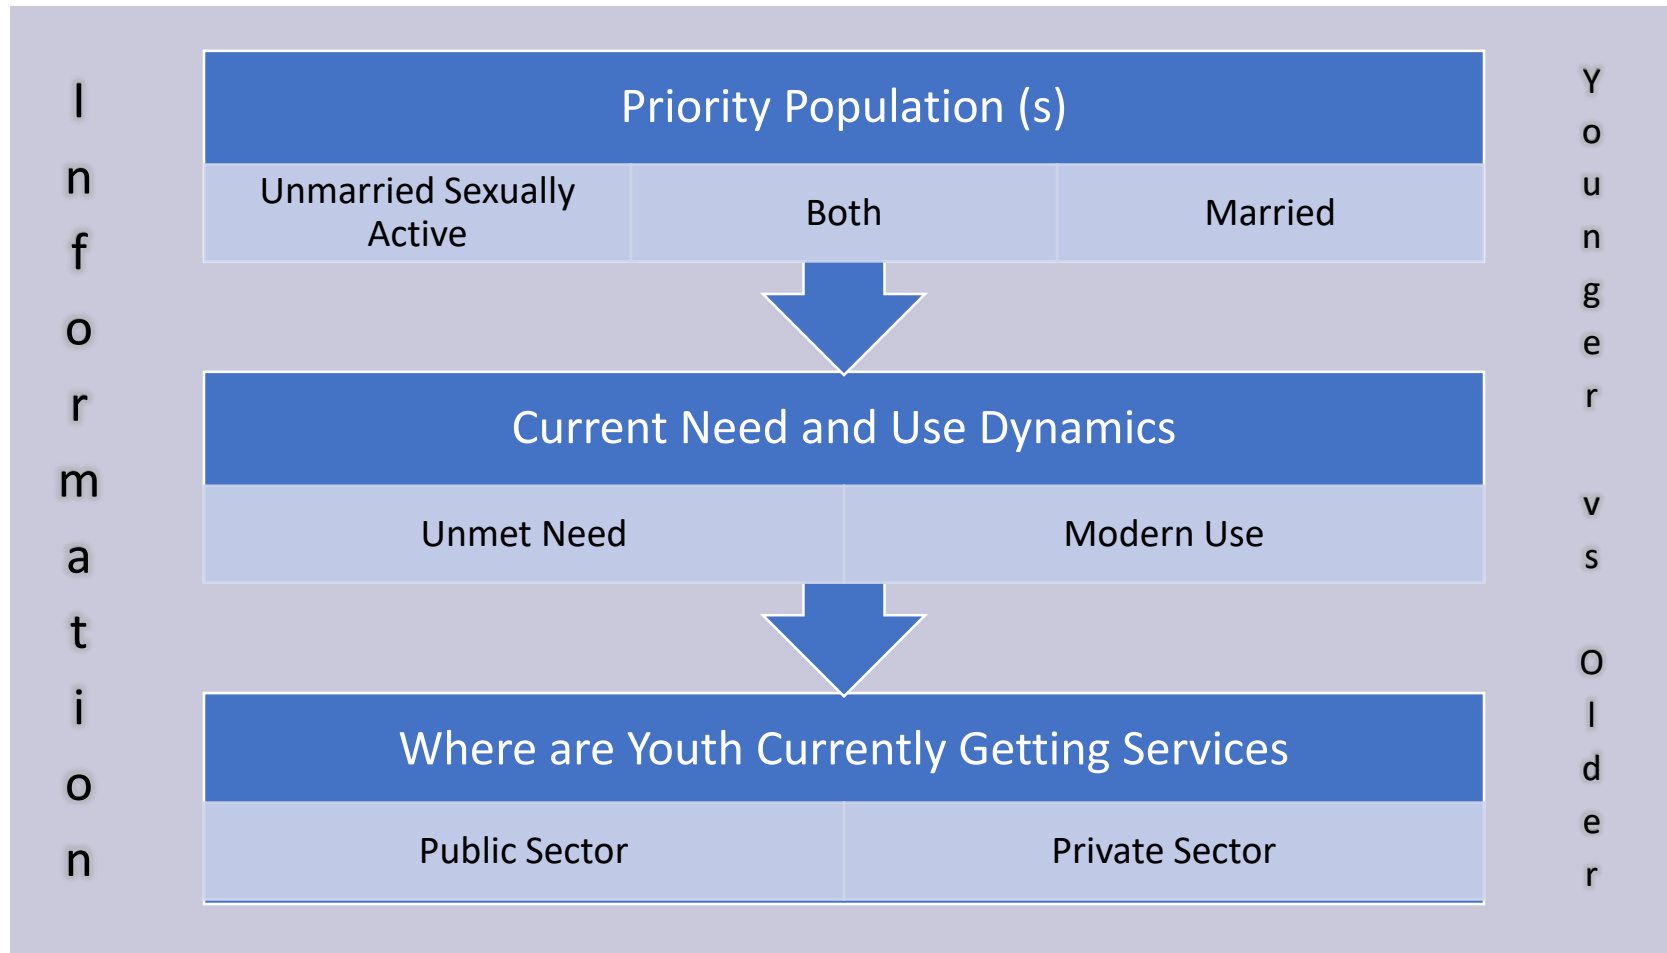 Information
Priority Population (s)
Unmarried Sexually
Active
Both
Married
Current Need and Use Dynamics
Unmet Need
Modern Use
Where are Youth Currently Getting Services
Public Sector
Private Sector
Younger vs Older